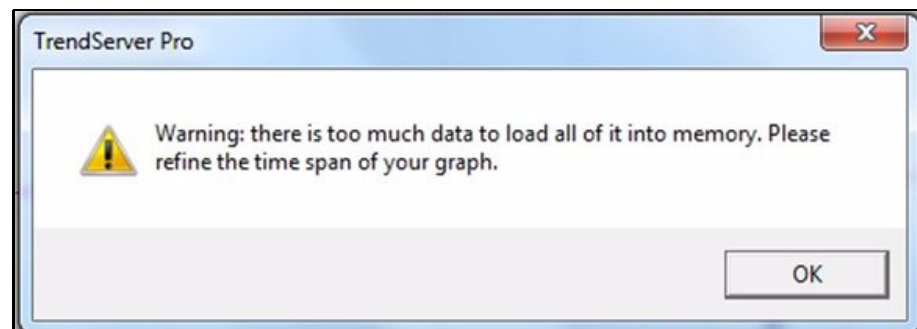 TrendServer Pro
Warning: there is too much data to load all of it into memory. Please
refine the time span of your graph.
OK